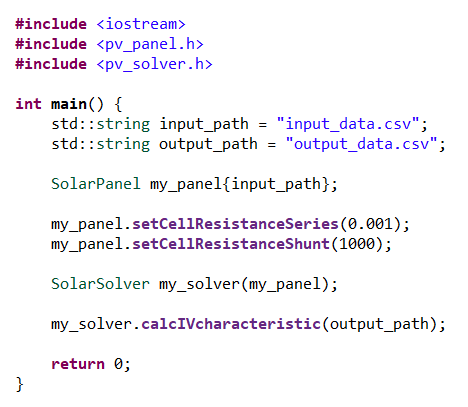 #include <iostream>
#include <pv_panel.h>
#include <pv_solver.h>

int main() {
    std::string input_path = "input_data.csv";
    std::string output_path = "output_data.csv";

    SolarPanel my_panel{input_path};

    my_panel.setCellResistanceSeries(0.001);
    my_panel.setCellResistanceShunt(1000);

    SolarSolver my_solver(my_panel);

    my_solver.calcIVcharacteristic(output_path);

    return 0;
}